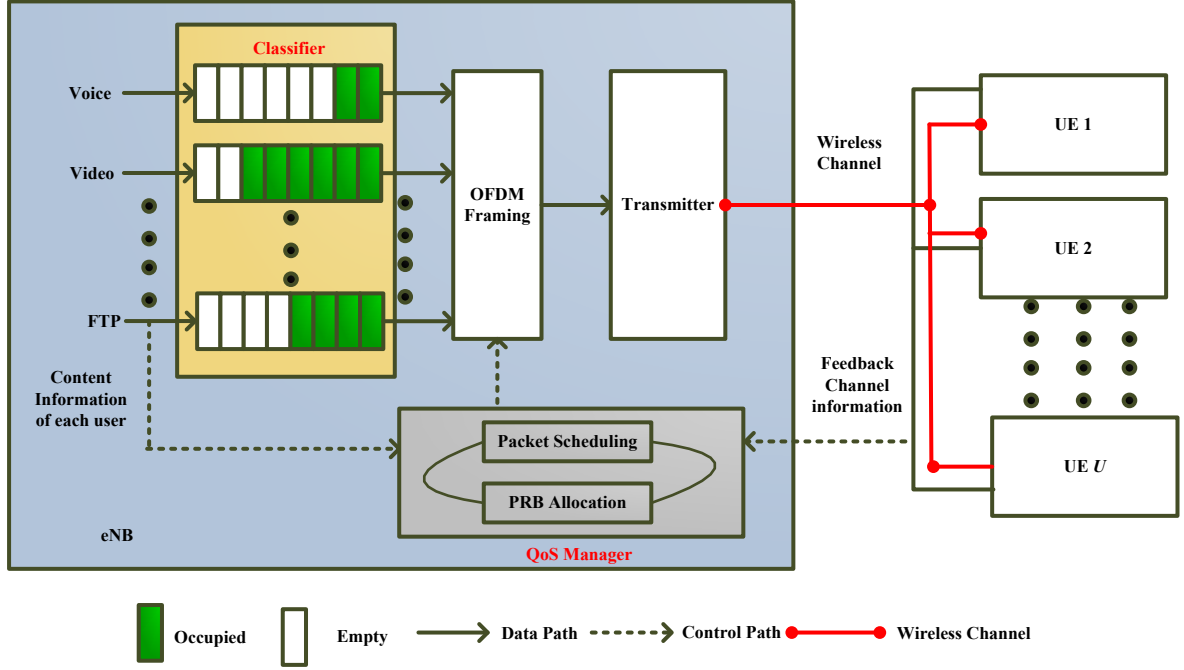 Classifier
Voice
Video
FTP
OFDM
Framing
Transmitter
Wireless
Channel
UE 1
UE 2
UE U
Content
Information
of each user
Feedback
Channel
information
Packet Scheduling
PRB Allocation
eNB
QoS Manager
Occupied
Empty
Data Path
Control Path
Wireless Channel